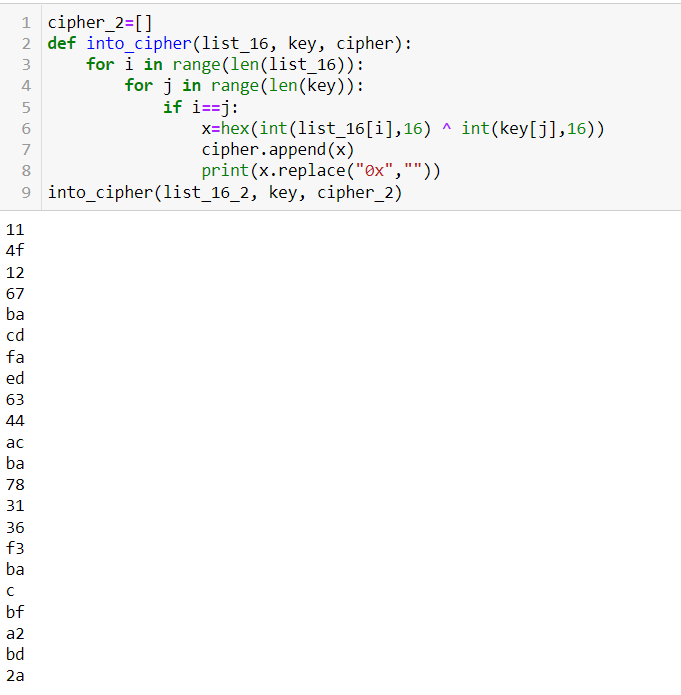 1 cipher_2=[]
2 def into_cipher(list_16, key, cipher):
3     for i in range(len(list_16)):
4         for j in range(len(key)):
5             if i==j:
6                 x=hex(int(list_16[i],16) ^ int(key[j],16))
7                 cipher.append(x)
8                 print(x.replace("0x",""))
9 into_cipher(list_16_2, key, cipher_2)
11
4f
12
67
ba
cd
fa
ed
63
44
ac
ba
78
31
36
f3
ba
c
bf
a2
bd
2a